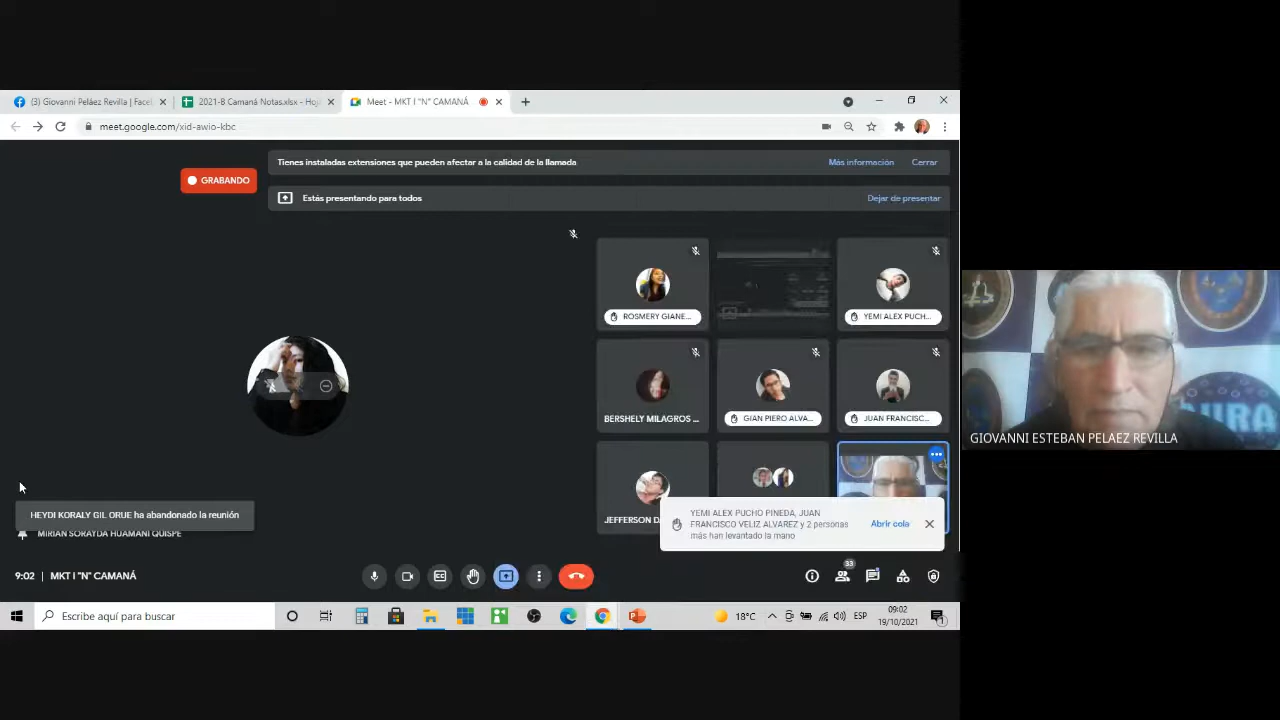 (3) Giovanni Peláez Revilla | Facel
2021-B Camaná Notas.xlsx - Hoj
Meet - MKT I "N" CAMANÁ
meet.google.com/xid-awio-kbc
Tienes instaladas extensiones que pueden afectar a la calidad de la llamada
Más información
Cerrar
GRABANDO
Estás presentando para todos
Dejar de presentar
ROSMERY GIANE...
YEMI ALEX PUCH...
BERSHELY MILAGROS ...
GIAN PIERO ALVA...
JUAN FRANCISC...
URA
GIOVANNI ESTEBAN PELAEZ REVILLA
JEFFERSON D
YEMI ALEX PUCHO PINEDA, JUAN
FRANCISCO VELIZ ALVAREZ y 2 personas
más han levantado la mano
Abrir cola
HEYDI KORALY GIL ORUE ha abandonado la reunión
MIRIAN SORAYDA HUAMANI QUISPE
9:02 | MKT I "N" CAMANÁ
33
Escribe aquí para buscar
18°C
ESP
09:02
19/10/2021
1